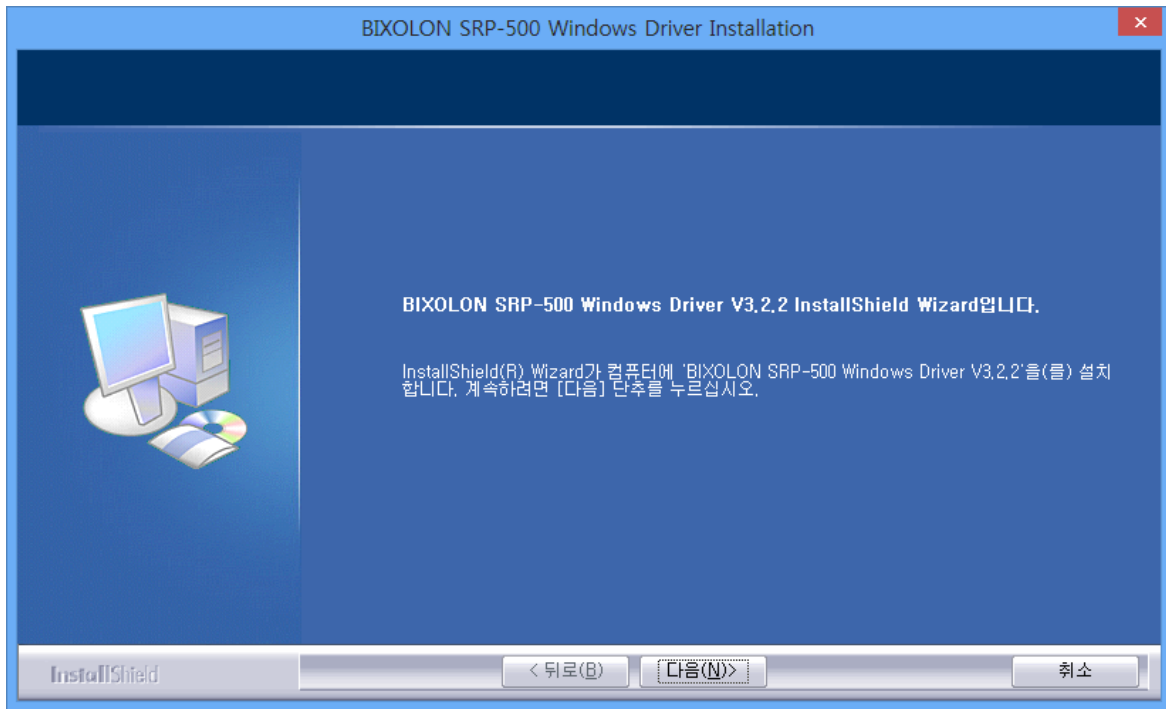 BIXOLON SRP-500 Windows Driver Installation
BIXOLON SRP-500 Windows Driver V3.2.2 InstallShield Wizard입니다.
InstallShield(R) Wizard가 컴퓨터에 'BIXOLON SRP-500 Windows Driver V3.2.2'을(를) 설치
합니다. 계속하려면 [다음] 단추를 누르십시오.
InstallShield
< 뒤로(B)
다음(N)>
취소